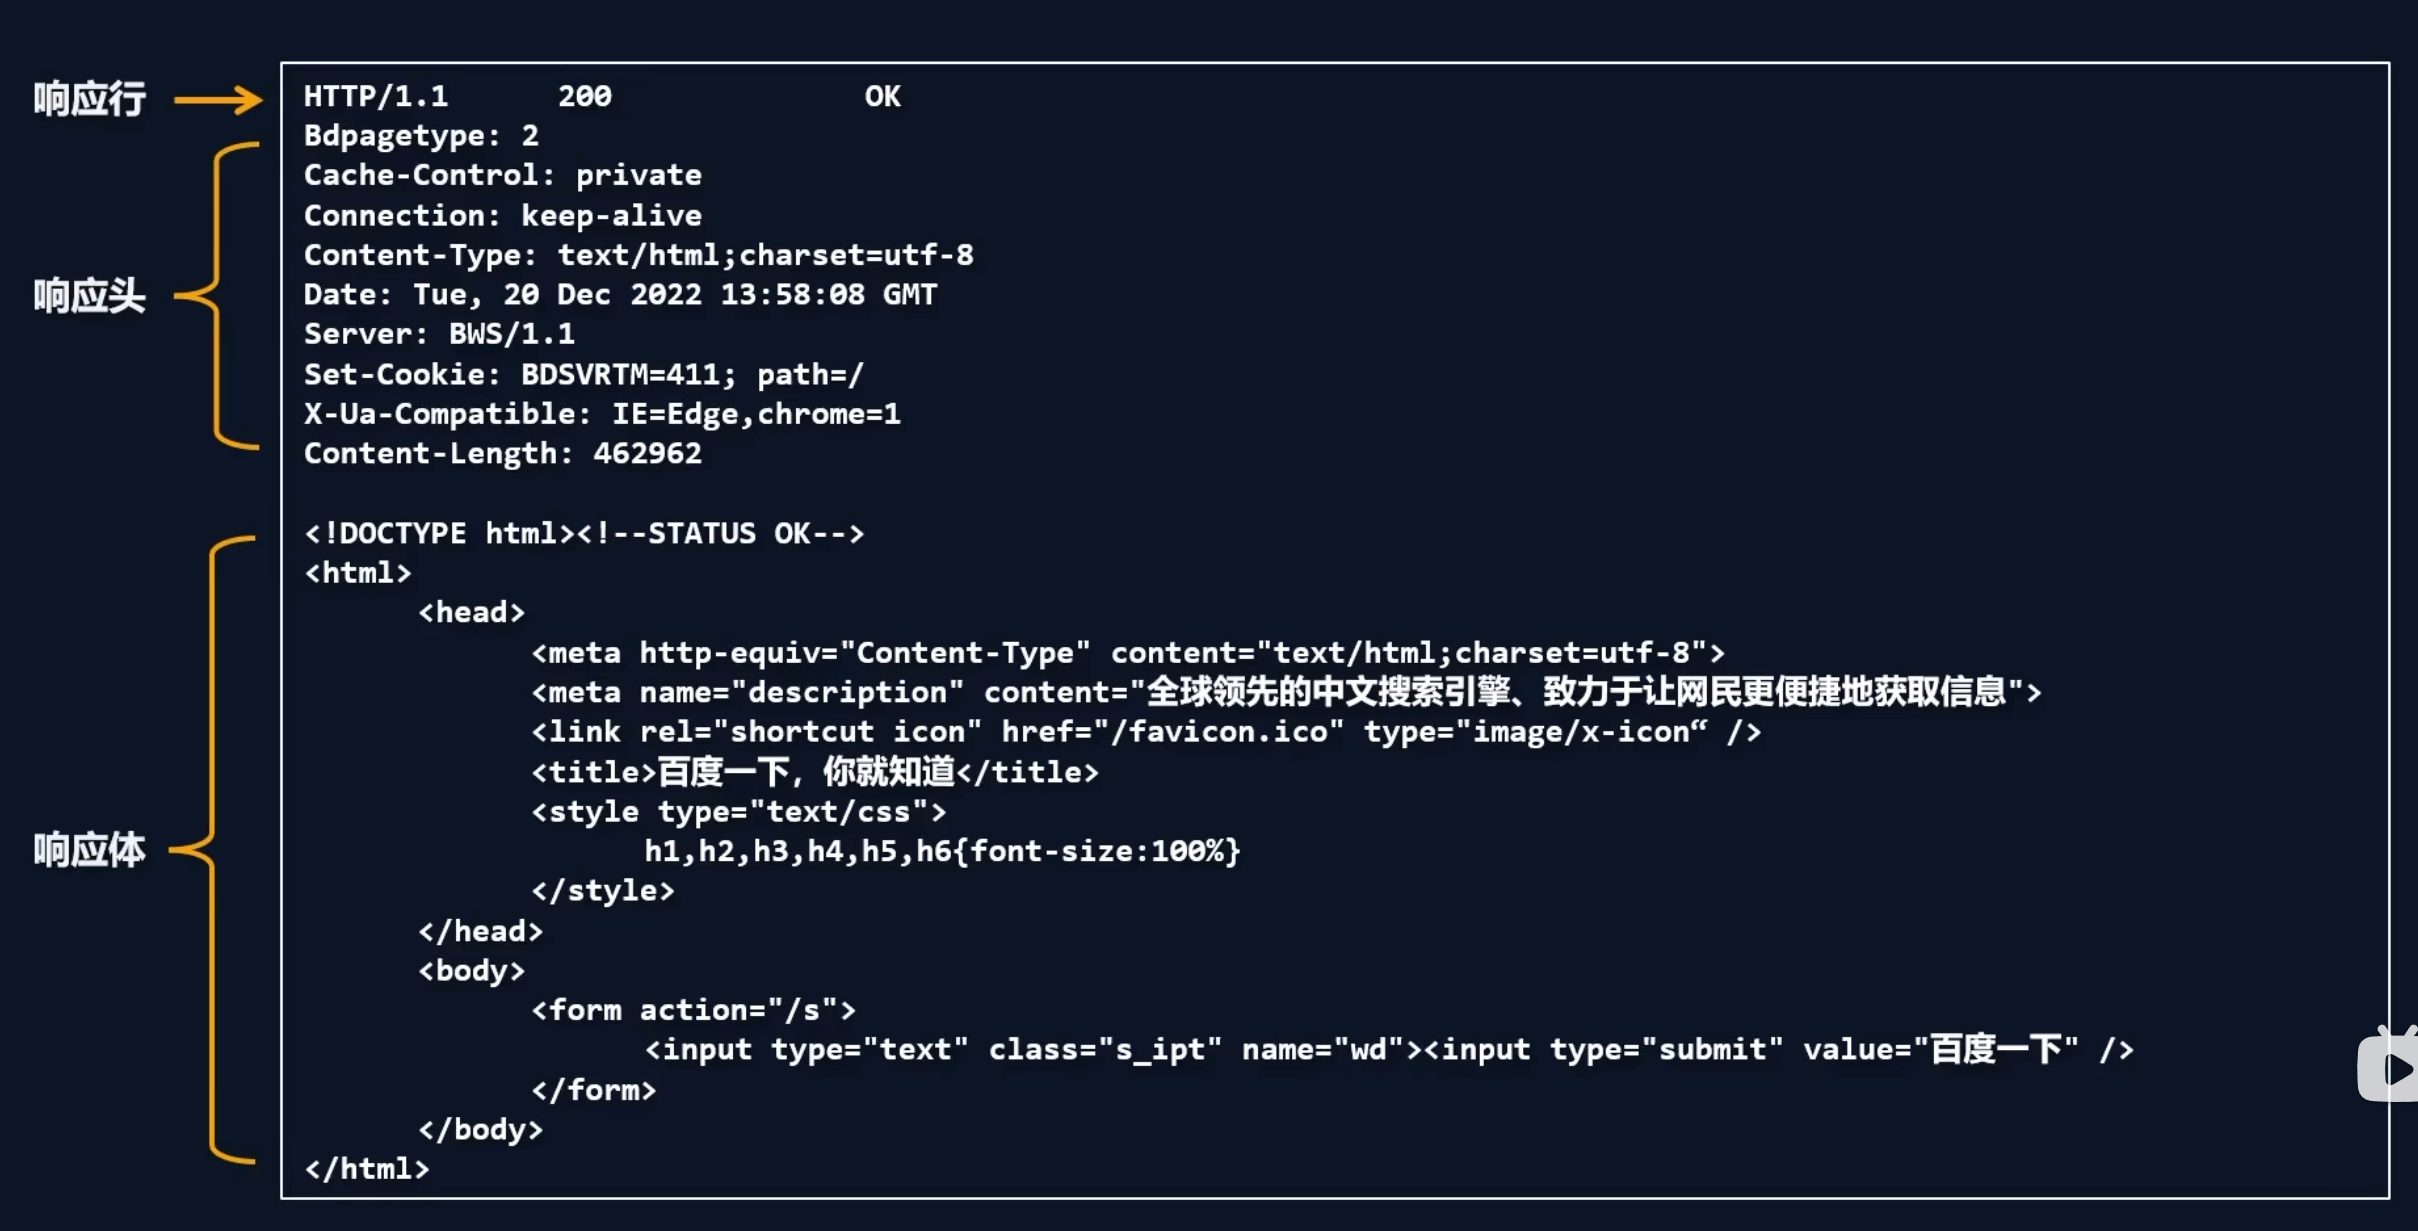 响应行
HTTP/1.1 200 OK
响应头
Bdpagetype: 2
Cache-Control: private
Connection: keep-alive
Content-Type: text/html;charset=utf-8
Date: Tue, 20 Dec 2022 13:58:08 GMT
Server: BWS/1.1
Set-Cookie: BDSVRTM=411; path=/
X-Ua-Compatible: IE=Edge,chrome=1
Content-Length: 462962
响应体
<!DOCTYPE html><!--STATUS OK-->
<html>
<head>
<meta http-equiv="Content-Type" content="text/html;charset=utf-8">
<meta name="description" content="全球领先的中文搜索引擎、致力于让网民更便捷地获取信息">
<link rel="shortcut icon" href="/favicon.ico" type="image/x-icon“ />
<title>百度一下，你就知道</title>
<style type="text/css">
h1,h2,h3,h4,h5,h6{font-size:100%}
</style>
</head>
<body>
<form action="/s">
<input type="text" class="s_ipt" name="wd"><input type="submit" value="百度一下" />
</form>
</body>
</html>